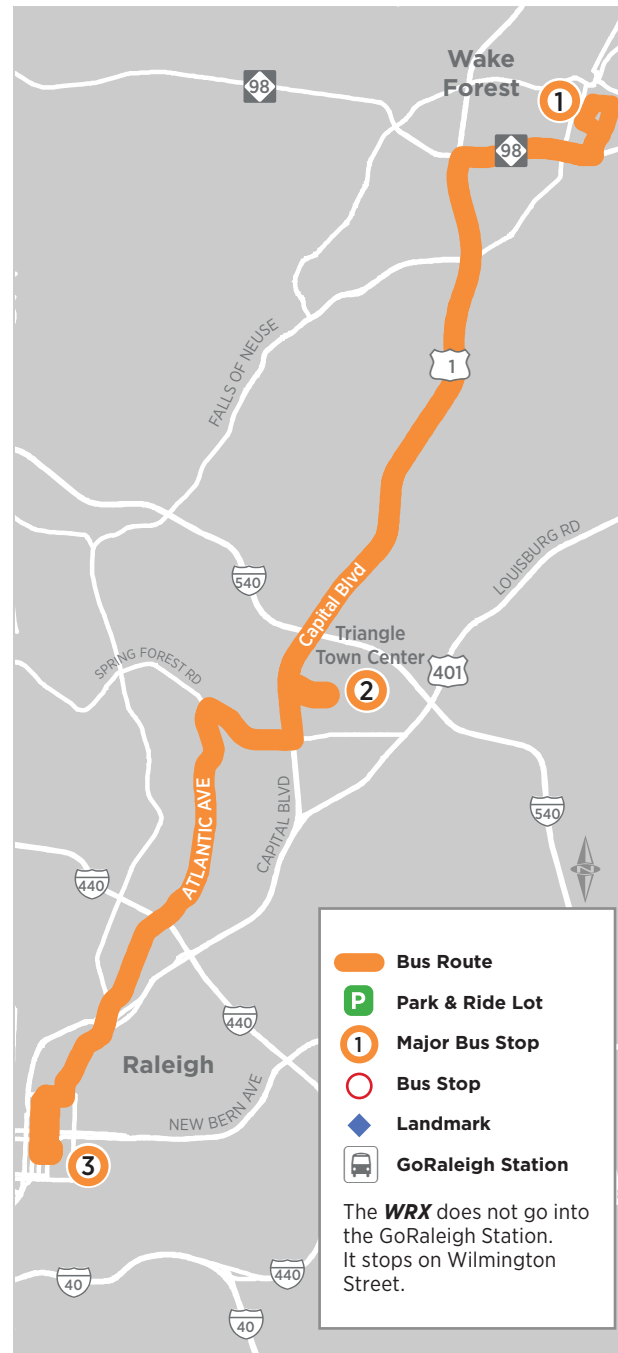 Wake
Forest
98
1
98
FALLS OF NEUSE
1
LOUISBURG RD
540
Capital Blvd
Triangle
Town Center
SPRING FOREST RD
401
2
ATLANTIC AVE
CAPITAL BLVD
540
440
N
440
Raleigh
NEW BERN AVE
3
40
440
40
Bus Route
P Park & Ride Lot
1 Major Bus Stop
Bus Stop
Landmark
GoRaleigh Station
The WRX does not go into
the GoRaleigh Station.
It stops on Wilmington
Street.